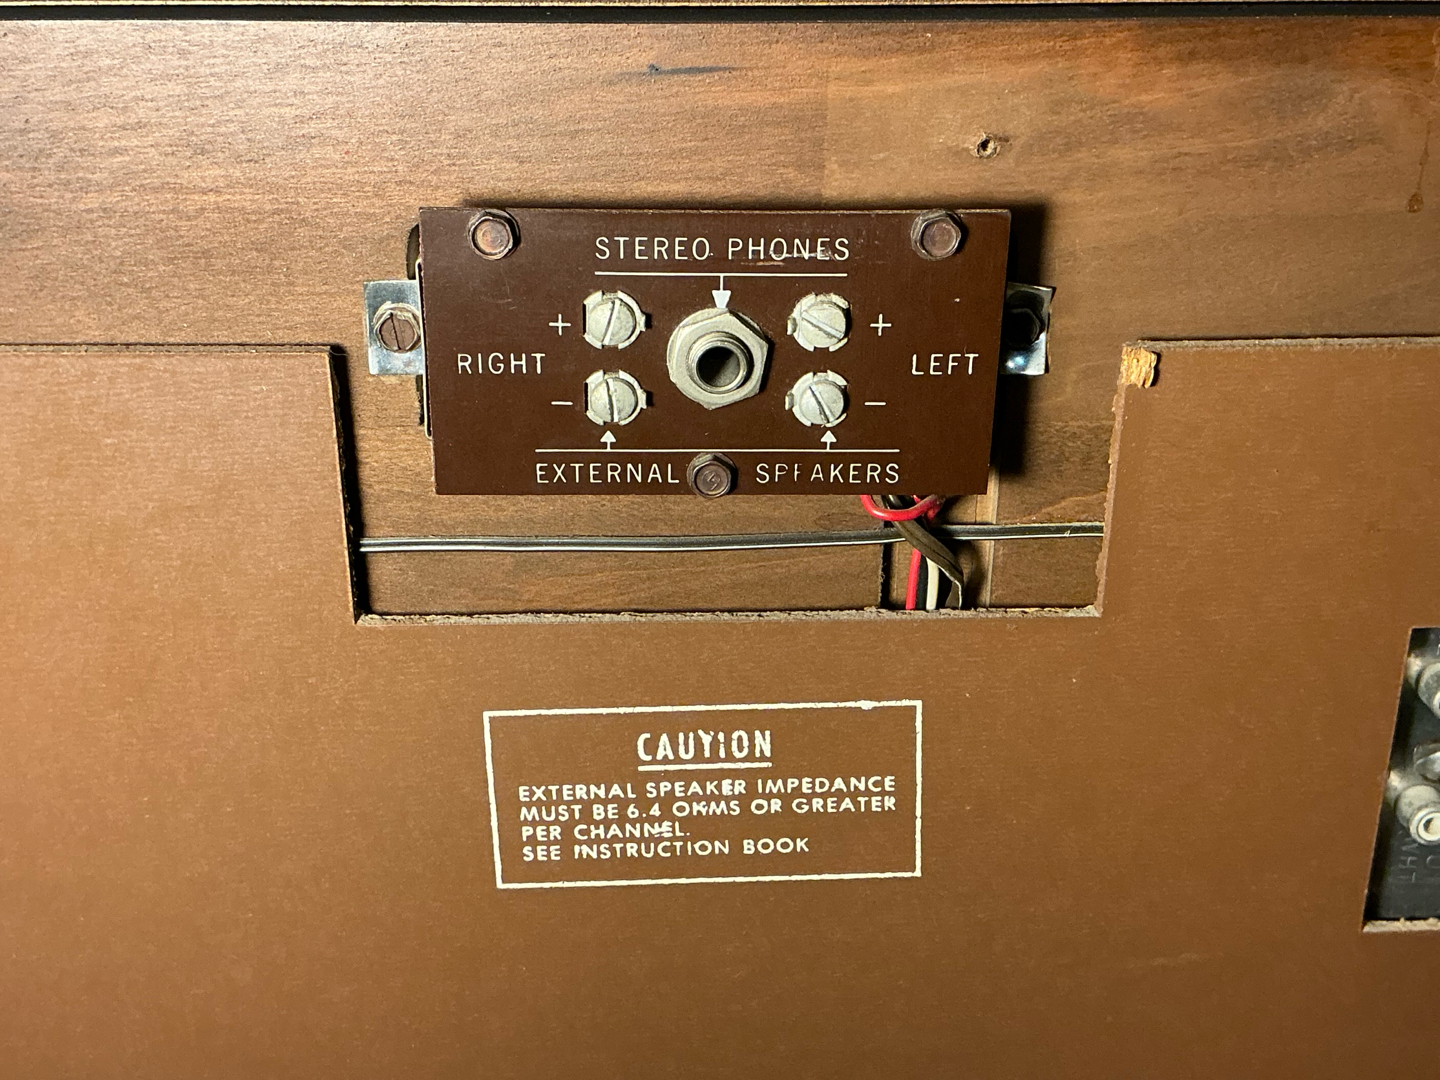 STEREO PHONES
+ +
RIGHT LEFT
- -
EXTERNAL SPEAKERS
CAUTION
EXTERNAL SPEAKER IMPEDANCE
MUST BE 6.4 OHMS OR GREATER
PER CHANNEL.
SEE INSTRUCTION BOOK